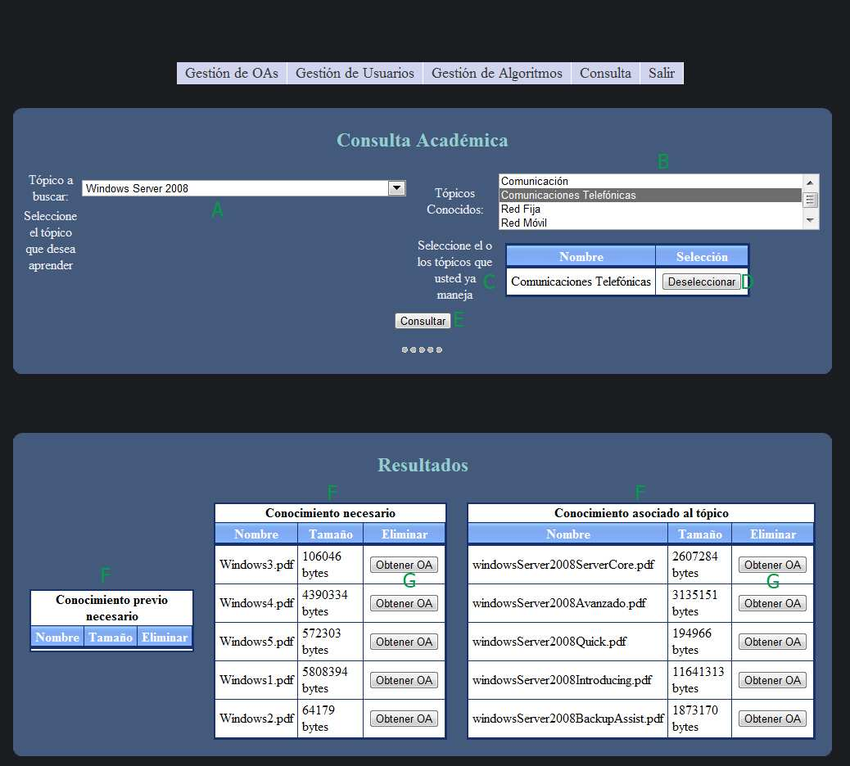 Gestión de OAs Gestión de Usuarios Gestión de Algoritmos Consulta Salir
Consulta Académica
Tópico a
buscar:
Windows Server 2008
A
Seleccione
el tópico
que desea
aprender
B
Tópicos
Conocidos:
Comunicación
Comunicaciones Telefónicas
Red Fija
Red Móvil
Seleccione el o
los tópicos que
usted ya
maneja
C
Nombre Selección
Comunicaciones Telefónicas Deseleccionar D
Consultar E
Resultados
F
Conocimiento previo
necesario
Nombre Tamaño Eliminar
F
Conocimiento necesario
Nombre Tamaño Eliminar
Windows3.pdf 106046 bytes Obtener OA
G
Windows4.pdf 4390334 bytes Obtener OA
Windows5.pdf 572303 bytes Obtener OA
Windows1.pdf 5808394 bytes Obtener OA
Windows2.pdf 64179 bytes Obtener OA
F
Conocimiento asociado al tópico
Nombre Tamaño Eliminar
windowsServer2008ServerCore.pdf 2607284 bytes Obtener OA
G
windowsServer2008Avanzado.pdf 3135151 bytes Obtener OA
windowsServer2008Quick.pdf 194966 bytes Obtener OA
windowsServer2008Introducing.pdf 11641313 bytes Obtener OA
windowsServer2008BackupAssist.pdf 1873170 bytes Obtener OA